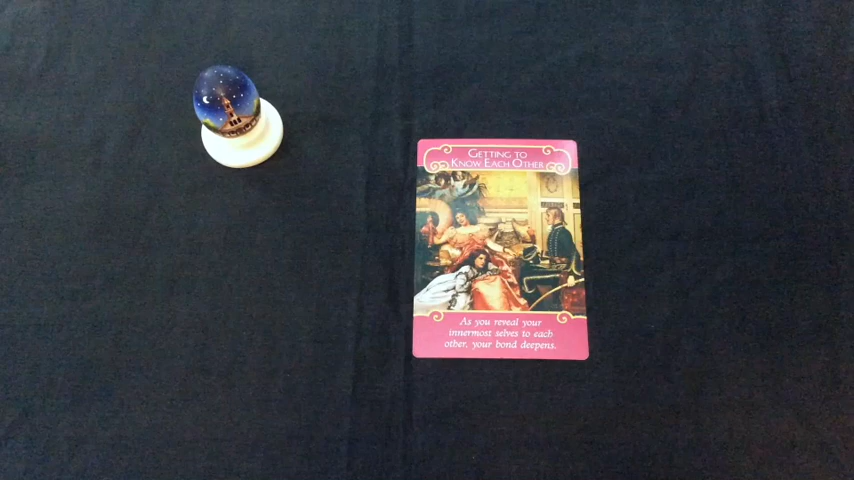 Getting to
Know Each Other
As you reveal your
innermost selves to each
other, your bond deepens.